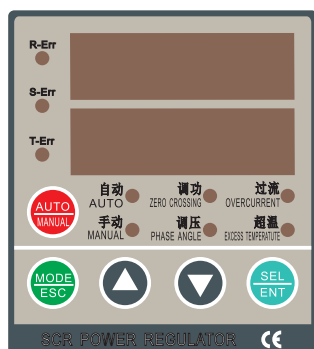 R-Err
S-Err
T-Err
自动 调功 过流
AUTO ZERO CROSSING OVERCURRENT
手动 调压 超温
MANUAL PHASE ANGLE EXCESS TEMPERATUTE
AUTO
MANUAL
MODE
ESC
SEL
ENT
SCR POWER REGULATOR CE